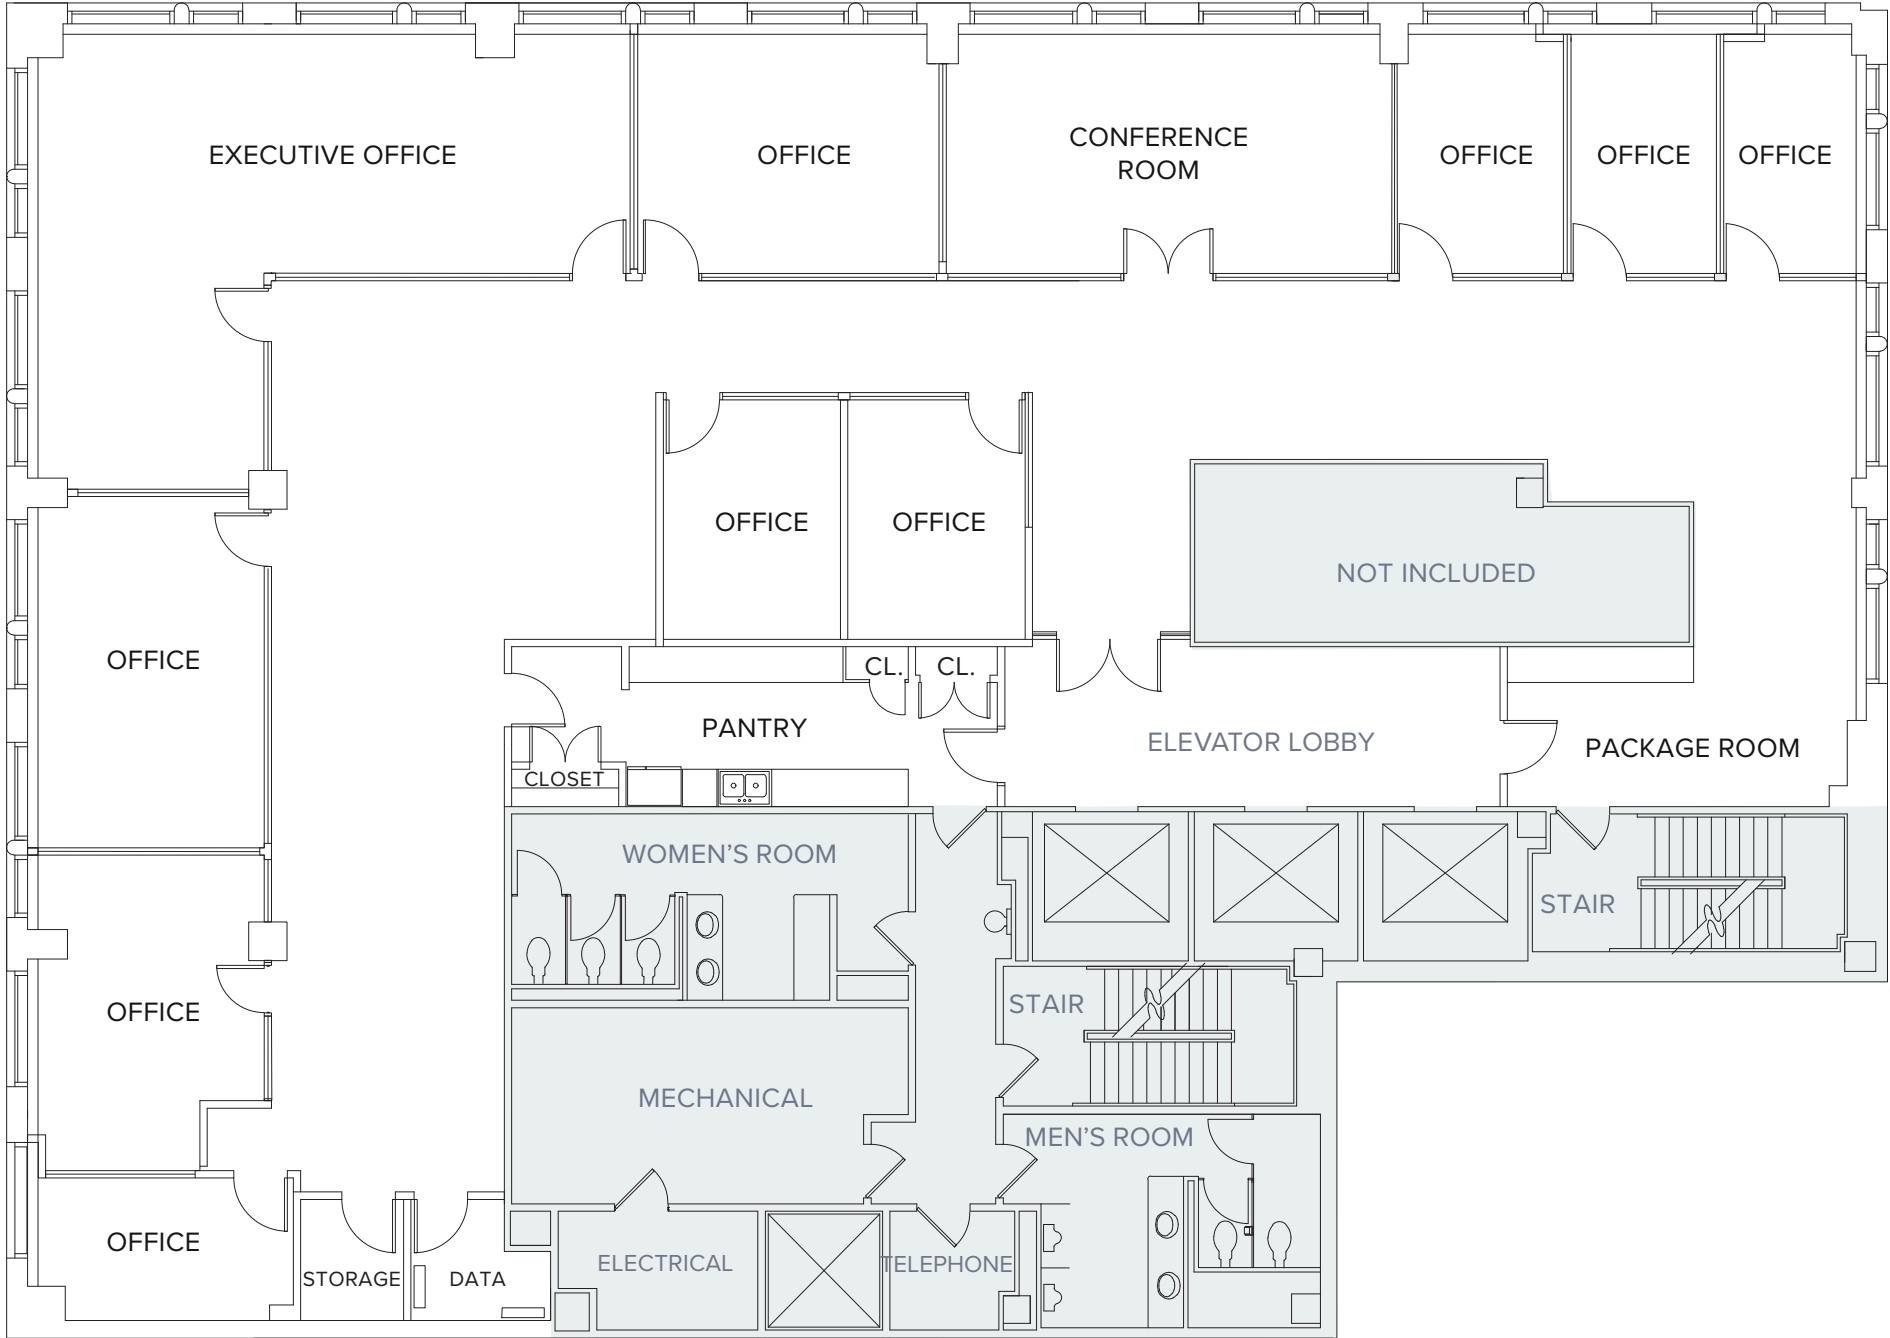 EXECUTIVE OFFICE
OFFICE
CONFERENCE
ROOM
OFFICE
OFFICE
OFFICE
OFFICE
OFFICE
NOT INCLUDED
OFFICE
CL.
CL.
PANTRY
ELEVATOR LOBBY
PACKAGE ROOM
CLOSET
WOMEN’S ROOM
STAIR
OFFICE
STAIR
MECHANICAL
MEN’S ROOM
OFFICE
STORAGE
DATA
ELECTRICAL
TELEPHONE